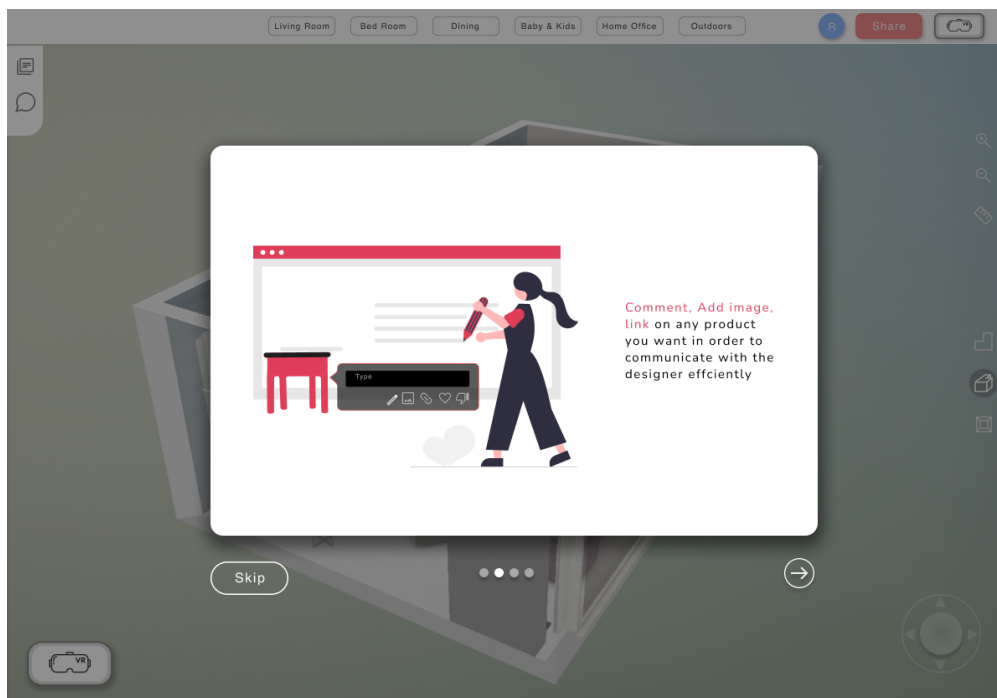 Living Room
Bed Room
Dining
Baby & Kids
Home Office
Outdoors
R
Share
VR
Comment, Add image,
link on any product
you want in order to
communicate with the
designer effciently
Type
Skip
VR